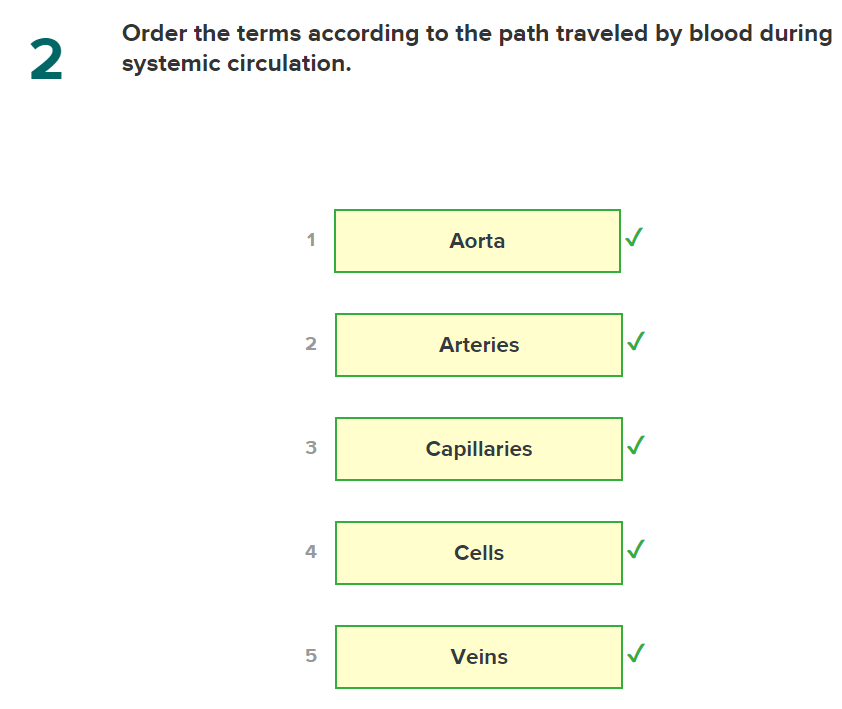 2
Order the terms according to the path traveled by blood during
systemic circulation.
1 Aorta ✓
2 Arteries ✓
3 Capillaries ✓
4 Cells ✓
5 Veins ✓